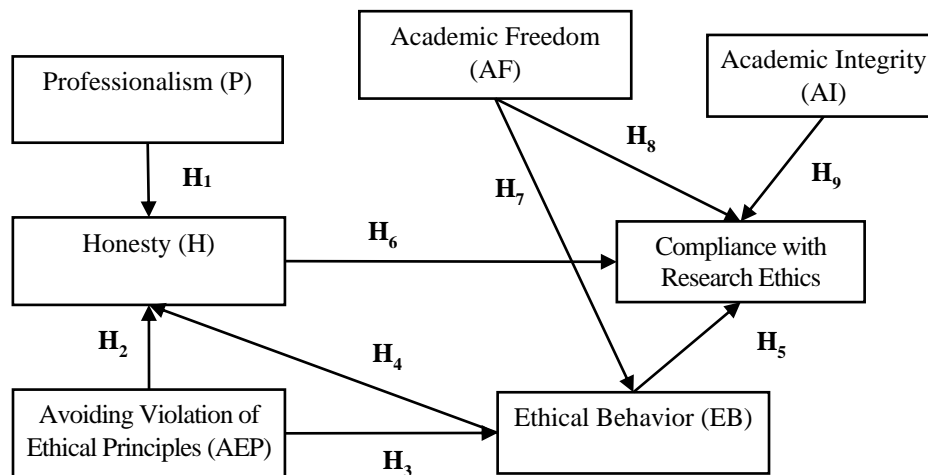 Academic Freedom
(AF)
Academic Integrity
(AI)
Professionalism (P)
H8
H1
H9
H7
Honesty (H)
H6
Compliance with
Research Ethics
H2
H4
H5
Avoiding Violation of
Ethical Principles (AEP)
Ethical Behavior (EB)
H3